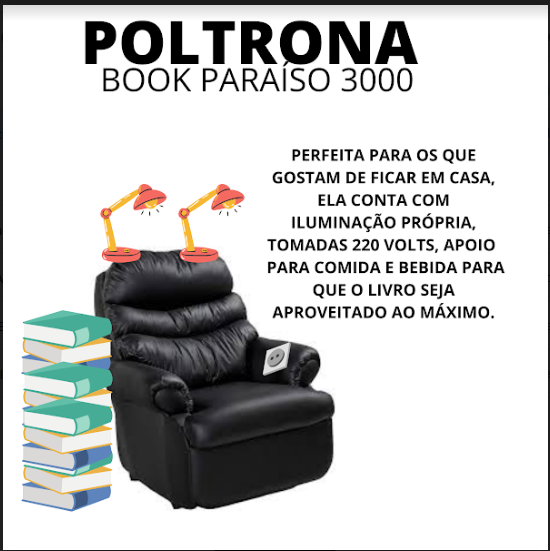 POLTRONA
BOOK PARAÍSO 3000
PERFEITA PARA OS QUE
GOSTAM DE FICAR EM CASA,
ELA CONTA COM
ILUMINAÇÃO PRÓPRIA,
TOMADAS 220 VOLTS, APOIO
PARA COMIDA E BEBIDA PARA
QUE O LIVRO SEJA
APROVEITADO AO MÁXIMO.